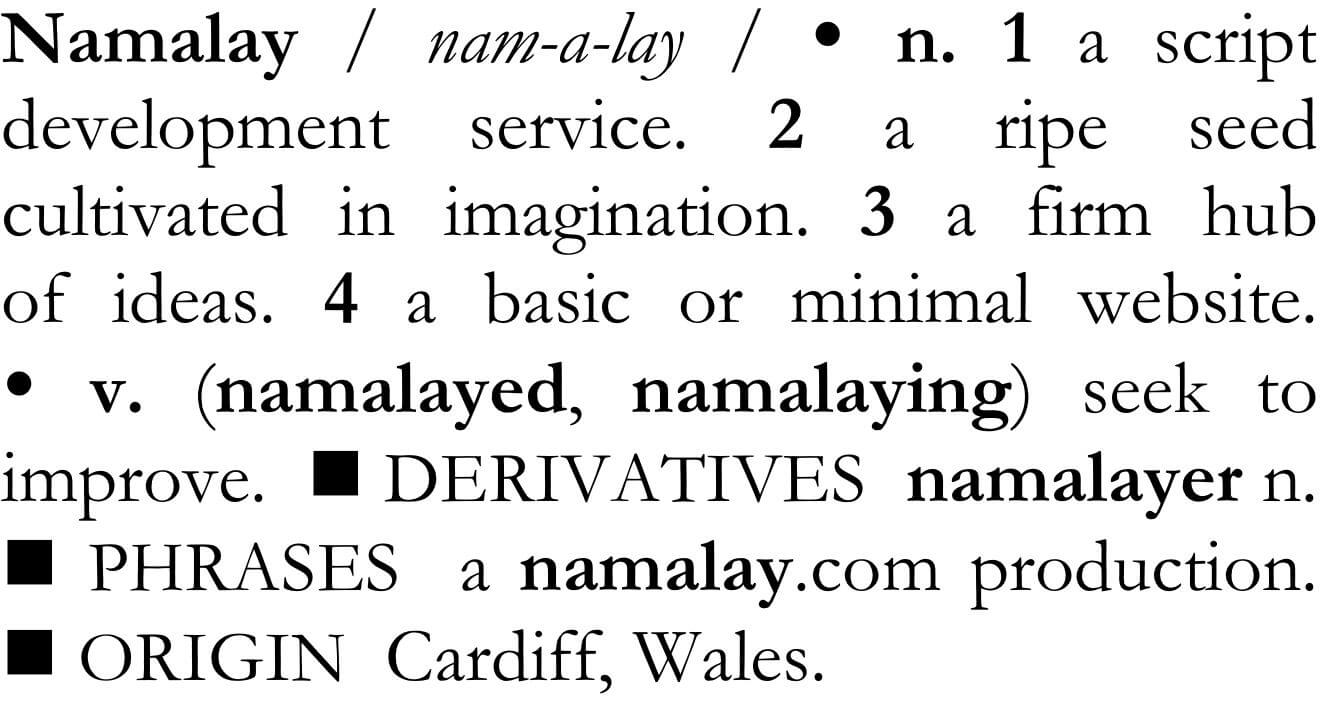 Namalay / nam-a-lay / • n. 1 a script
development service. 2 a ripe seed
cultivated in imagination. 3 a firm hub
of ideas. 4 a basic or minimal website.
• v. (namalayed, namalaying) seek to
improve. ■ DERIVATIVES namalayer n.
■ PHRASES a namalay.com production.
■ ORIGIN Cardiff, Wales.